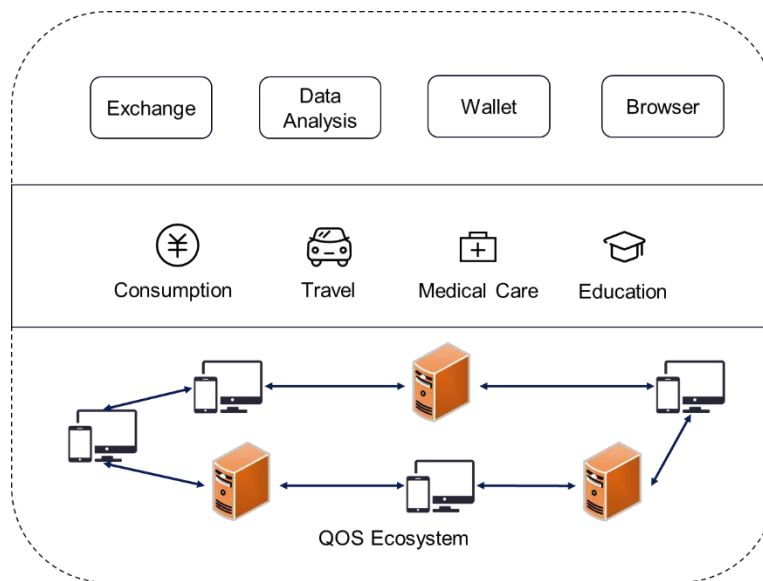 Exchange
Data
Analysis
Wallet
Browser
¥
Consumption
Travel
Medical Care
Education
QOS Ecosystem